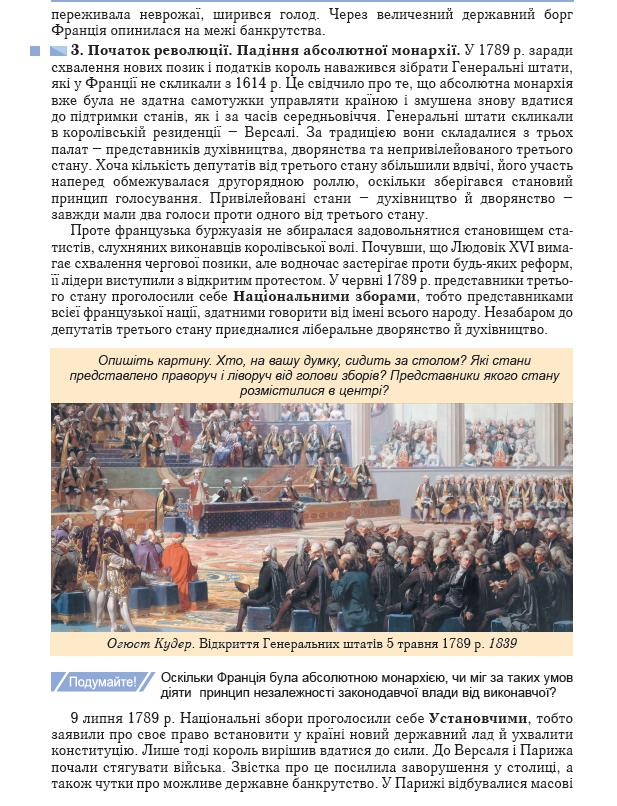 переживала неврожаї, ширився голод. Через величезний державний борг
Франція опинилася на межі банкрутства.
3. Початок революції. Падіння абсолютної монархії. У 1789 р. заради
схвалення нових позик і податків король наважився зібрати Генеральні штати,
які у Франції не скликали з 1614 р. Це свідчило про те, що абсолютна монархія
вже була не здатна самотужки управляти країною і змушена знову вдатися
до підтримки станів, як і за часів середньовіччя. Генеральні штати скликали
в королівській резиденції – Версалі. За традицією вони складалися з трьох
палат – представників духівництва, дворянства та непривілейованого третього
стану. Хоча кількість депутатів від третього стану збільшили вдвічі, його участь
наперед обмежувалася другорядною роллю, оскільки зберігався становий
принцип голосування. Привілейовані стани – духівництво й дворянство –
завжди мали два голоси проти одного від третього стану.
Проте французька буржуазія не збиралася задовольнятися становищем ста-
тистів, слухняних виконавців королівської волі. Почувши, що Людовік XVI вима-
гає схвалення чергової позики, але водночас застерігає проти будь-яких реформ,
її лідери виступили з відкритим протестом. У червні 1789 р. представники третьо-
го стану проголосили себе Національними зборами, тобто представниками
всієї французької нації, здатними говорити від імені всього народу. Незабаром до
депутатів третього стану приєдналися ліберальне дворянство й духівництво.
Опишіть картину. Хто, на вашу думку, сидить за столом? Які стани
представлено праворуч і ліворуч від голови зборів? Представники якого стану
розмістилися в центрі?
Огюст Кудер. Відкриття Генеральних штатів 5 травня 1789 р. 1839
Подумайте!
Оскільки Франція була абсолютною монархією, чи міг за таких умов
діяти принцип незалежності законодавчої влади від виконавчої?
9 липня 1789 р. Національні збори проголосили себе Установчими, тобто
заявили про своє право встановити у країні новий державний лад й ухвалити
конституцію. Лише тоді король вирішив вдатися до сили. До Версаля і Парижа
почали стягувати війська. Звістка про це посилила заворушення у столиці, а
також чутки про можливе державне банкрутство. У Парижі відбувалися масові